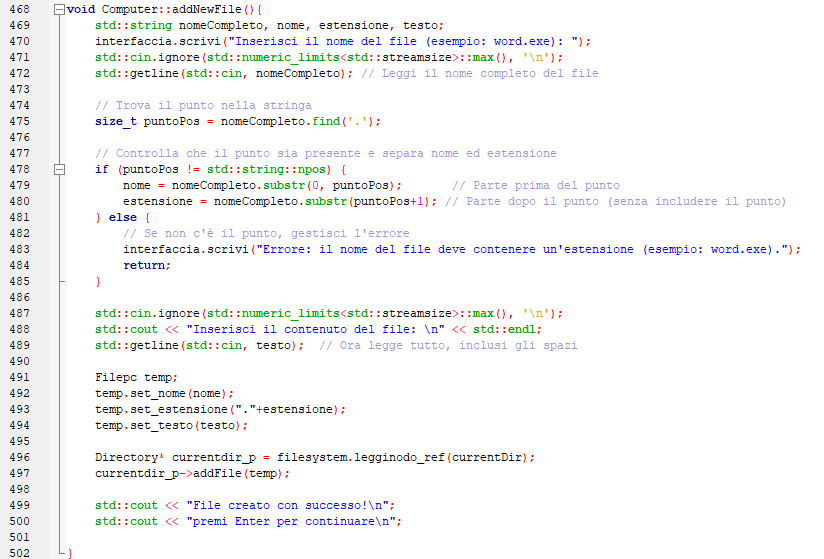 468 void Computer::addNewFile(){
469 std::string nomeCompleto, nome, estensione, testo;
470 interfaccia.scrivi("Inserisci il nome del file (esempio: word.exe): ");
471 std::cin.ignore(std::numeric_limits<std::streamsize>::max(), '\n');
472 std::getline(std::cin, nomeCompleto); // Leggi il nome completo del file
473
474 // Trova il punto nella stringa
475 size_t puntoPos = nomeCompleto.find('.');
476
477 // Controlla che il punto sia presente e separa nome ed estensione
478 if (puntoPos != std::string::npos) {
479 nome = nomeCompleto.substr(0, puntoPos); // Parte prima del punto
480 estensione = nomeCompleto.substr(puntoPos+1); // Parte dopo il punto (senza includere il punto)
481 } else {
482 // Se non c'è il punto, gestisci l'errore
483 interfaccia.scrivi("Errore: il nome del file deve contenere un'estensione (esempio: word.exe).");
484 return;
485 }
486
487 std::cin.ignore(std::numeric_limits<std::streamsize>::max(), '\n');
488 std::cout << "Inserisci il contenuto del file: \n" << std::endl;
489 std::getline(std::cin, testo); // Ora legge tutto, inclusi gli spazi
490
491 Filepc temp;
492 temp.set_nome(nome);
493 temp.set_estensione("."+estensione);
494 temp.set_testo(testo);
495
496 Directory* currentdir_p = filesystem.legginodo_ref(currentDir);
497 currentdir_p->addFile(temp);
498
499 std::cout << "File creato con successo!\n";
500 std::cout << "premi Enter per continuare\n";
501
502 }